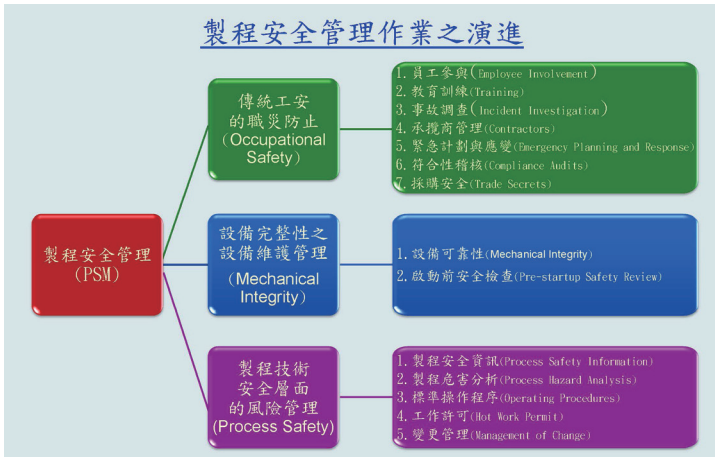 製程安全管理作業之演進
製程安全管理
(PSM)
傳統工安
的職災防止
(Occupational
Safety)
1. 員工參與(Employee Involvement)
2. 教育訓練(Training)
3. 事故調查(Incident Investigation)
4. 承攬商管理(Contractors)
5. 緊急計劃與應變(Emergency Planning and Response)
6. 符合性稽核(Compliance Audits)
7. 採購安全(Trade Secrets)
設備完整性之
設備維護管理
(Mechanical
Integrity)
1. 設備可靠性(Mechanical Integrity)
2. 啟動前安全檢查(Pre-startup Safety Review)
製程技術
安全層面
的風險管理
(Process Safety)
1. 製程安全資訊(Process Safety Information)
2. 製程危害分析(Process Hazard Analysis)
3. 標準操作程序(Operating Procedures)
4. 工作許可(Hot Work Permit)
5. 變更管理(Management of Change)